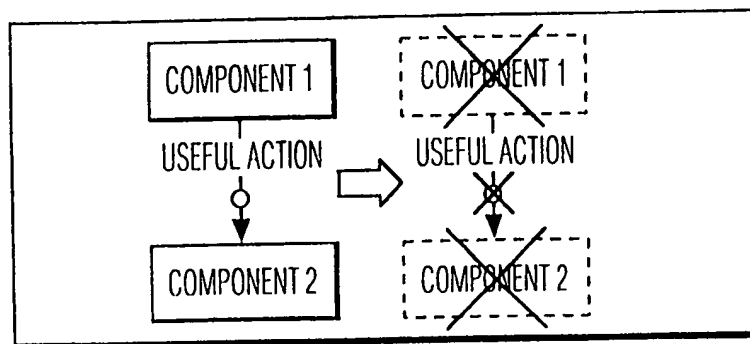 COMPONENT 1
USEFUL ACTION
COMPONENT 2
COMPONENT 1
USEFUL ACTION
COMPONENT 2